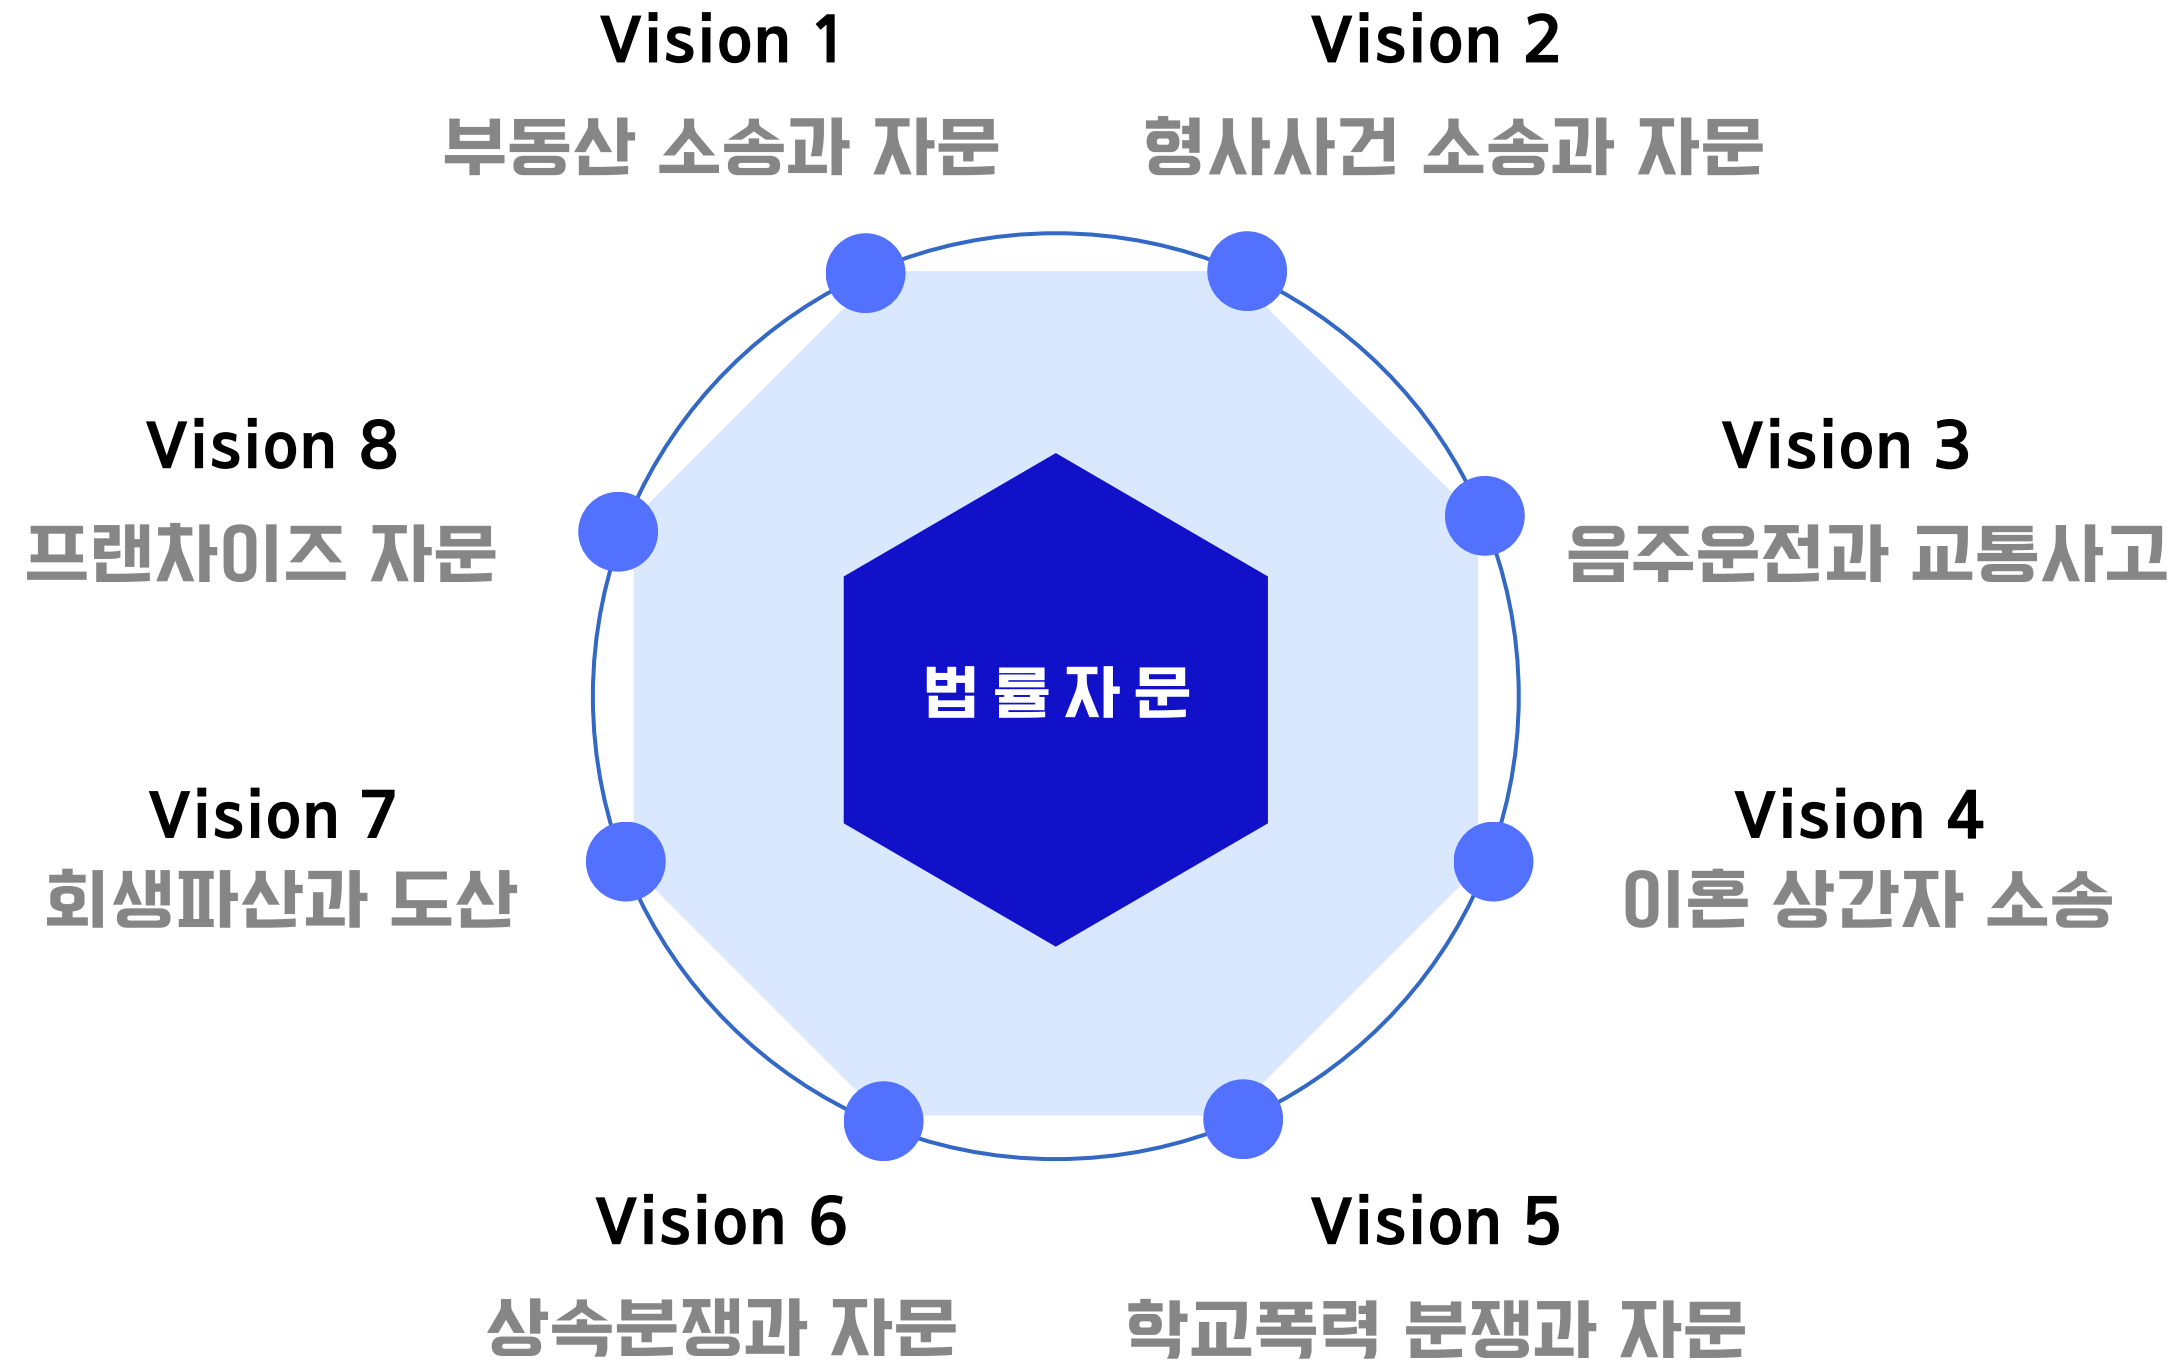 Vision 1
부동산 소송과 자문
Vision 2
형사사건 소송과 자문
Vision 8
프랜차이즈 자문
Vision 3
음주운전과 교통사고
법률자문
Vision 7
회생파산과 도산
Vision 4
이혼 상간자 소송
Vision 6
상속분쟁과 자문
Vision 5
학교폭력 문쟁과 자문